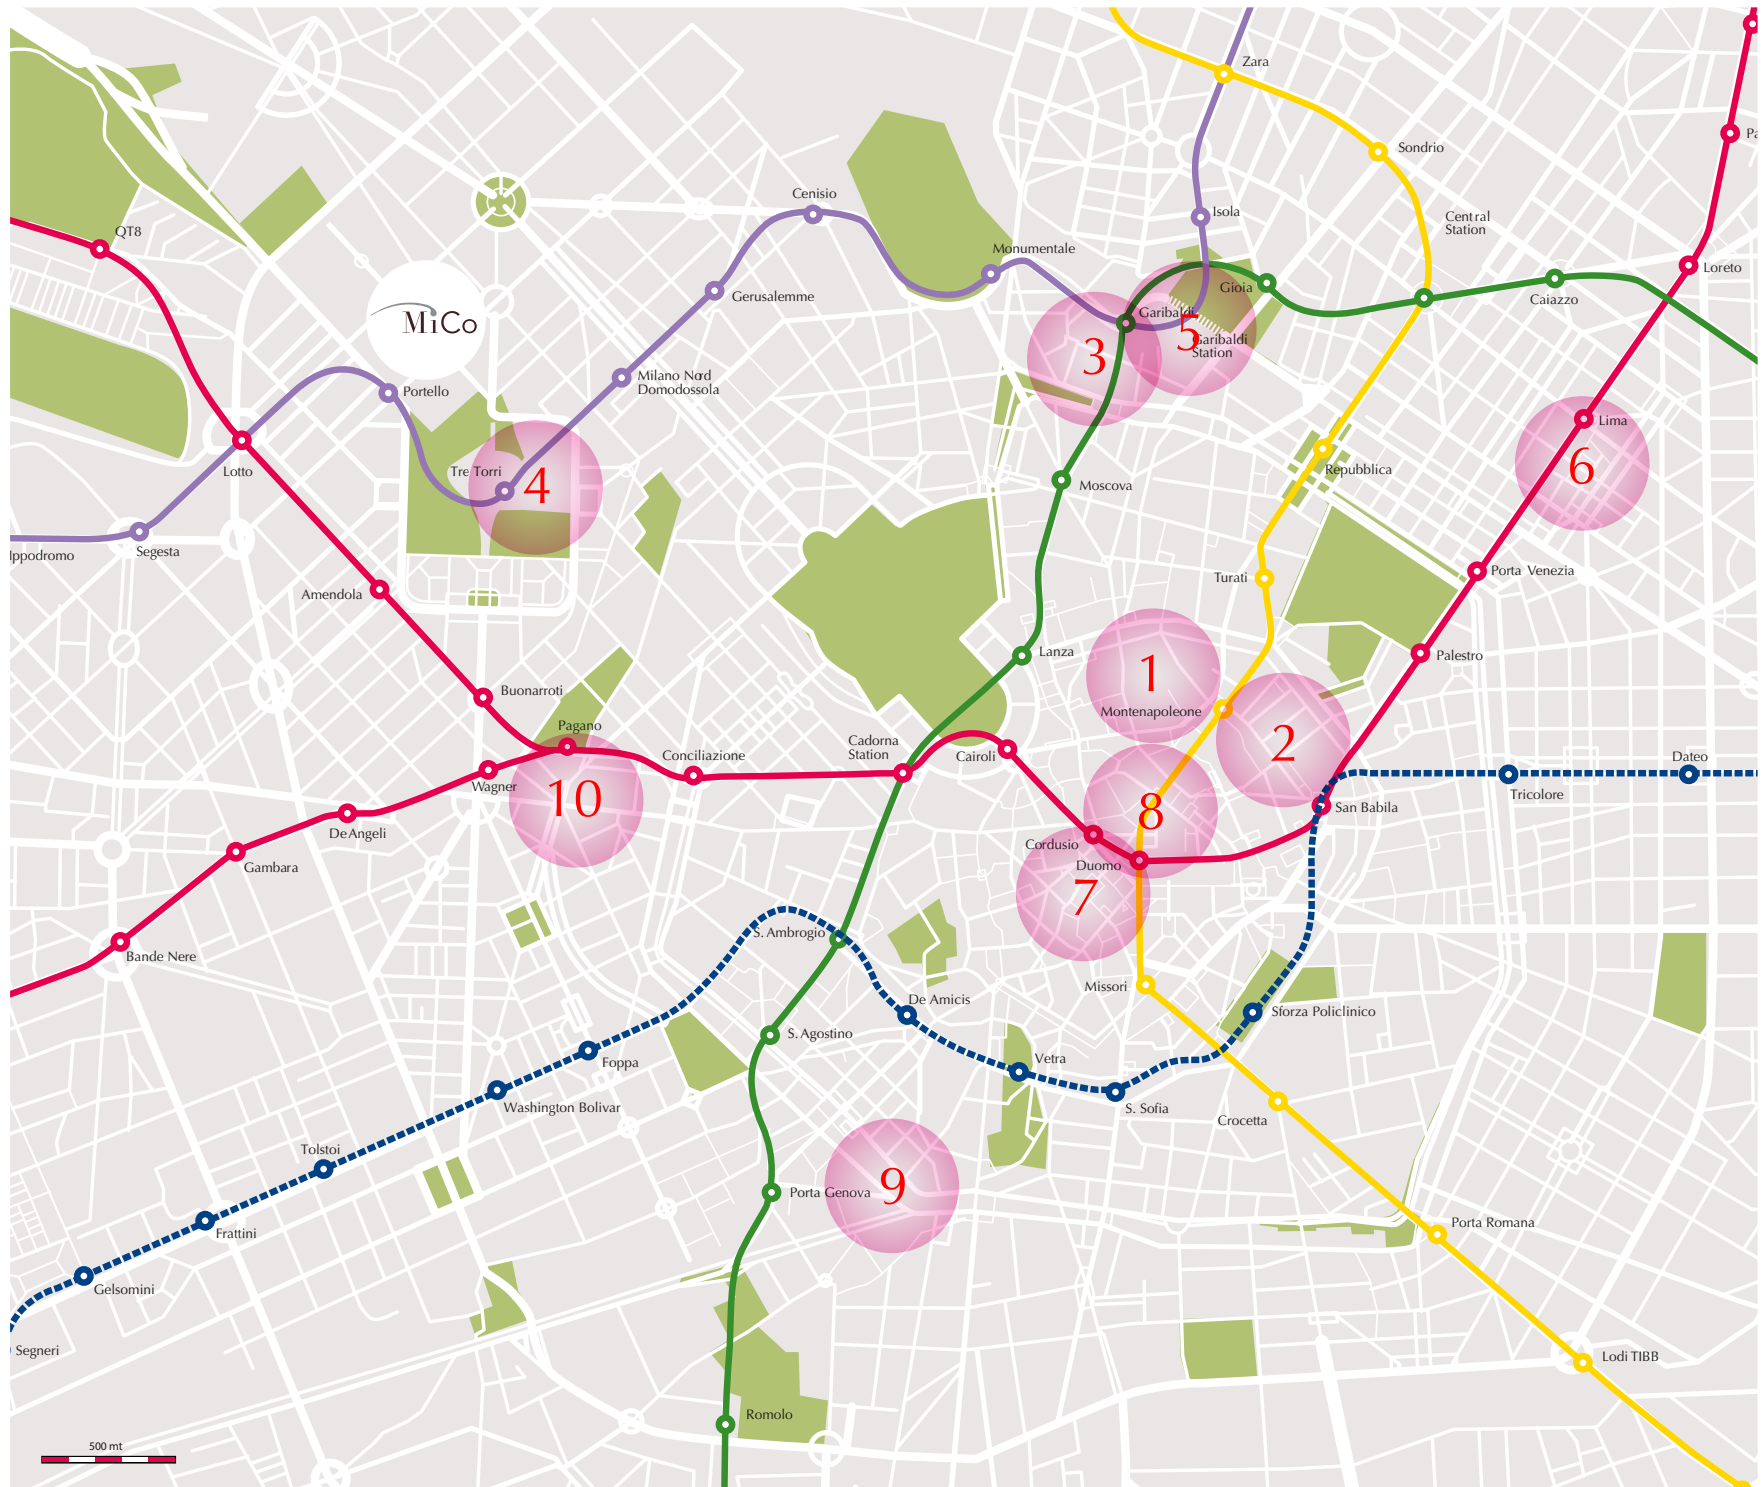 Zara
Sondrio
Pa
Cenisio
Isola
Central
Station
QT8
Monumentale
Loreto
Gerusalemme
Gioia
Caiazzo
MiCo
Garibaldi
5
Garibaldi
Station
3
Milano Nord
Domodossola
Portello
Lima
Lotto
Tre Torri
4
Repubblica
6
Moscova
Ippodromo
Segesta
Amendola
Turati
Porta Venezia
Lanza
Palestro
1
Buonarroti
Montenapoleone
Pagano
Cadorna
Station
2
Conciliazione
Cairoli
Dateo
Wagner
10
Tricolore
8
San Babila
De Angeli
Cordusio
Duomo
Gambara
7
S. Ambrogio
Bande Nere
Missori
De Amicis
Sforza Policlinico
S. Agostino
Vetra
Foppa
Washington Bolivar
S. Sofia
Crocetta
Tolstoi
9
Porta Genova
Frattini
Porta Romana
Gelsomini
Segneri
Lodi TIBB
Romolo
500 mt